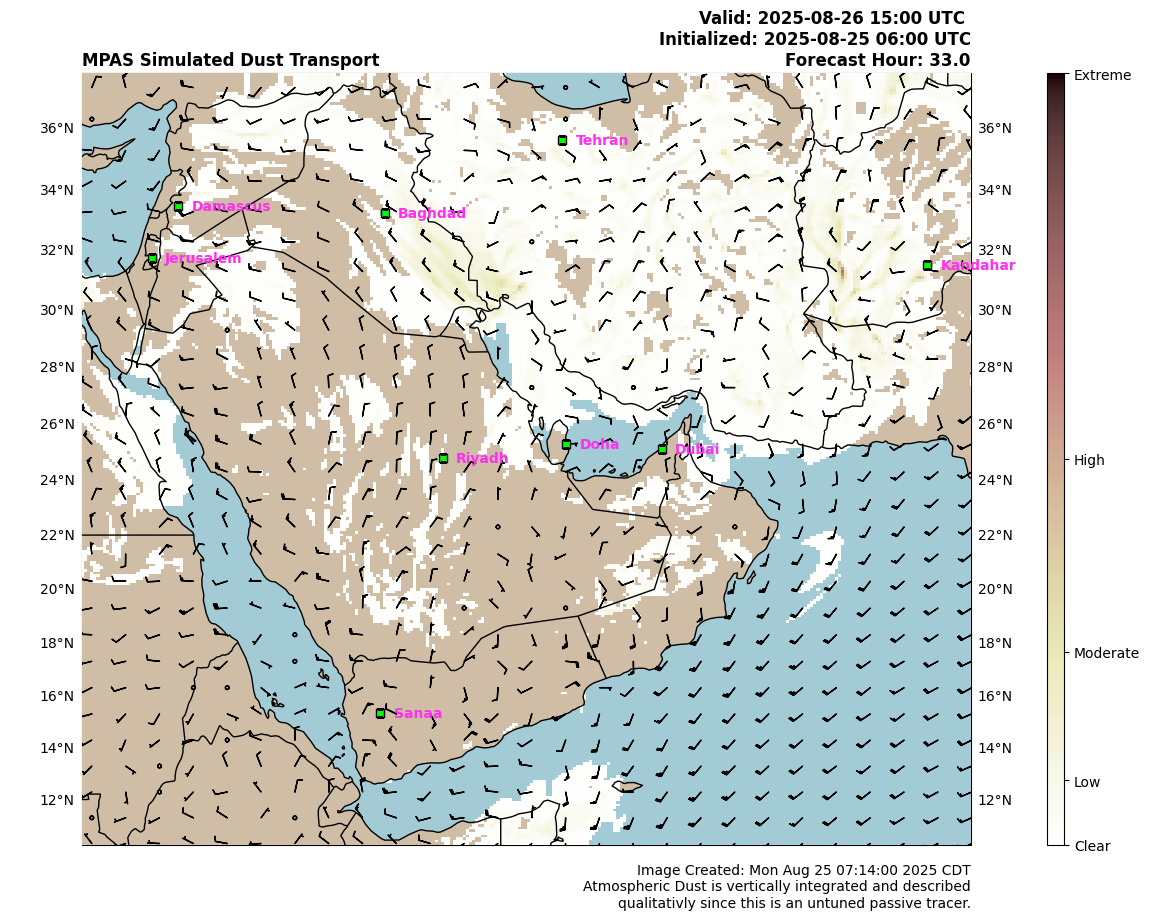 Valid: 2025-08-26 15:00 UTC
Initialized: 2025-08-25 06:00 UTC
MPAS Simulated Dust Transport Forecast Hour: 33.0
Extreme
36°N 36°N
Tehran
34°N 34°N
Damascus
Baghdad
32°N 32°N
Jerusalem
Kandahar
30°N 30°N
28°N 28°N
26°N 26°N
Doha
Dubai
Riyadh
High
24°N 24°N
22°N 22°N
20°N 20°N
18°N 18°N
Moderate
16°N 16°N
Sanaa
14°N 14°N
Low
12°N 12°N
Clear
Image Created: Mon Aug 25 07:14:00 2025 CDT
Atmospheric Dust is vertically integrated and described
qualitativly since this is an untuned passive tracer.